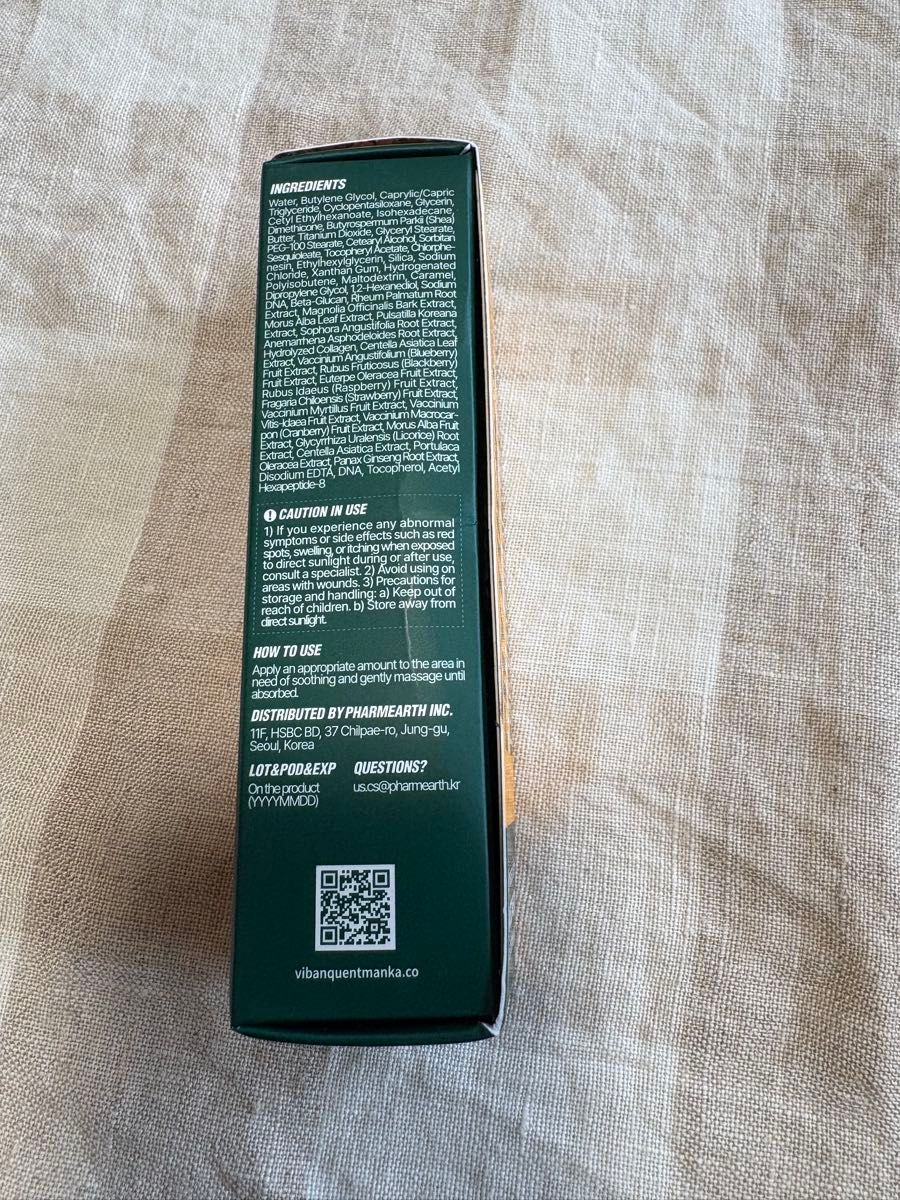 INGREDIENTS
Water, Butylene Glycol, Caprylic/Capric
Triglyceride, Cyclopentasiloxane, Glycerin,
Cetyl Ethylhexanoate, Isohexadecane,
Dimethicone, Butyrospermum Parkii (Shea)
Butter, Titanium Dioxide, Glyceryl Stearate,
PEG-100 Stearate, Cetearyl Alcohol, Sorbitan
Sesquioleate, Tocopheryl Acetate, Chlorphe-
nesin, Ethylhexylglycerin, Silica, Sodium
Chloride, Xanthan Gum, Hydrogenated
Polyisobutene, Maltodextrin, Caramel,
Dipropylene Glycol, 1,2-Hexanediol, Sodium
DNA, Beta-Glucan, Rheum Palmatum Root
Extract, Magnolia Officinalis Bark Extract,
Morus Alba Leaf Extract, Pulsatilla Koreana
Extract, Sophora Angustifolia Root Extract,
Anemarrhena Asphodeloides Root Extract,
Hydrolyzed Collagen, Centella Asiatica Leaf
Extract, Vaccinium Angustifolium (Blueberry)
Fruit Extract, Rubus Fruticosus (Blackberry)
Fruit Extract, Euterpe Oleracea Fruit Extract,
Rubus Idaeus (Raspberry) Fruit Extract,
Fragaria Chiloensis (Strawberry) Fruit Extract,
Vaccinium Myrtillus Fruit Extract, Vaccinium
Vitis-Idaea Fruit Extract, Vaccinium Macrocar-
pon (Cranberry) Fruit Extract, Morus Alba Fruit
Extract, Glycyrrhiza Uralensis (Licorice) Root
Extract, Centella Asiatica Extract, Portulaca
Oleracea Extract, Panax Ginseng Root Extract,
Disodium EDTA, DNA, Tocopherol, Acetyl
Hexapeptide-8
! CAUTION IN USE
1) If you experience any abnormal
symptoms or side effects such as red
spots, swelling, or itching when exposed
to direct sunlight during or after use,
consult a specialist. 2) Avoid using on
areas with wounds. 3) Precautions for
storage and handling: a) Keep out of
reach of children. b) Store away from
direct sunlight.
HOW TO USE
Apply an appropriate amount to the area in
need of soothing and gently massage until
absorbed.
DISTRIBUTED BY PHARMEARTH INC.
11F, HSBC BD, 37 Chilpae-ro, Jung-gu,
Seoul, Korea
LOT&POD&EXP
On the product
(YYYYMMDD)
QUESTIONS?
us.cs@pharmearth.kr
vibanquentmanka.co